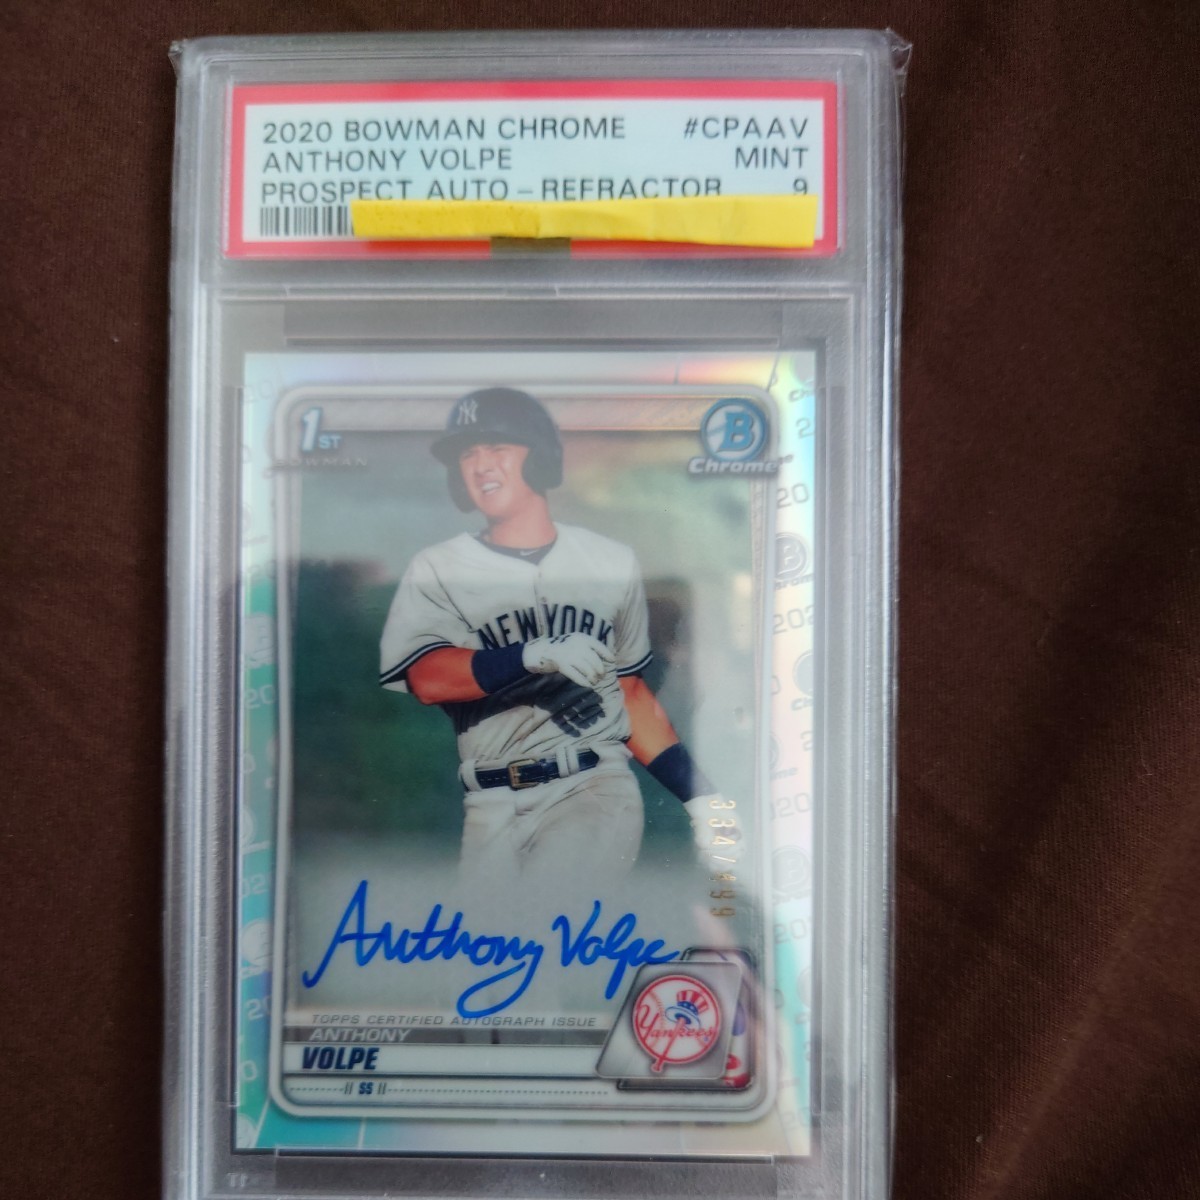 2020 BOWMAN CHROME #CPAAV
ANTHONY VOLPE MINT
PROSPECT AUTO - REFRACTOR 9
1ST
BOWMAN
B
Chrome
NY
NEW YORK
334/499
Anthony Volpe
TOPPS CERTIFIED AUTOGRAPH ISSUE
ANTHONY
VOLPE
SS
Yankees